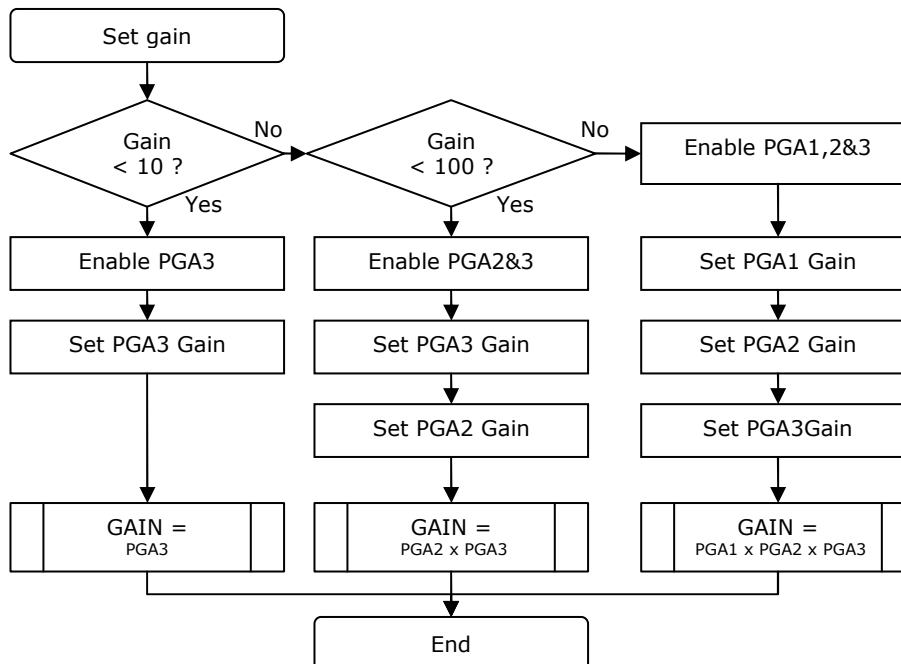 Set gain
Gain
< 10 ?
No
Yes
Gain
< 100 ?
No
Yes
Enable PGA1,2&3
Enable PGA3
Enable PGA2&3
Set PGA1 Gain
Set PGA3 Gain
Set PGA3 Gain
Set PGA2 Gain
Set PGA2 Gain
Set PGA3Gain
GAIN =
PGA3
GAIN =
PGA2 x PGA3
GAIN =
PGA1 x PGA2 x PGA3
End